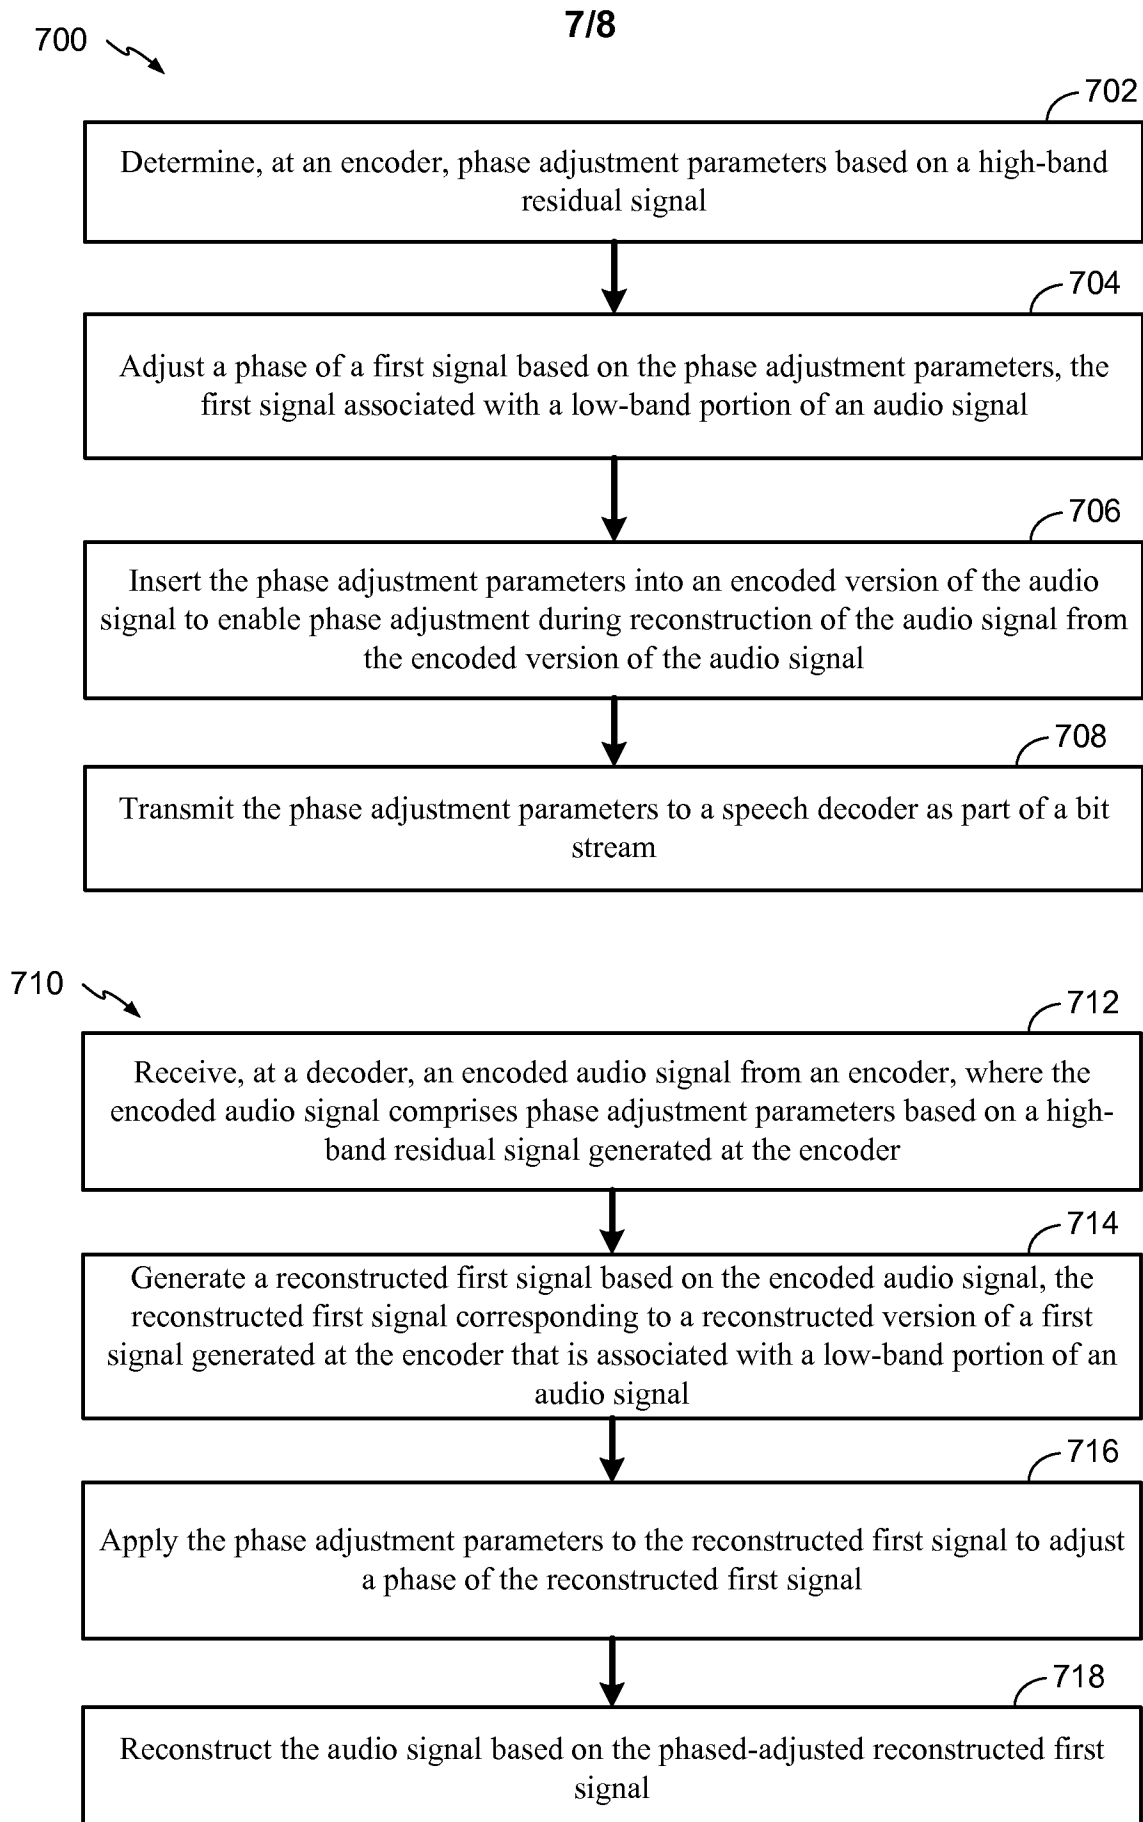 7/8
700
702
Determine, at an encoder, phase adjustment parameters based on a high-band
residual signal
704
Adjust a phase of a first signal based on the phase adjustment parameters, the
first signal associated with a low-band portion of an audio signal
706
Insert the phase adjustment parameters into an encoded version of the audio
signal to enable phase adjustment during reconstruction of the audio signal from
the encoded version of the audio signal
708
Transmit the phase adjustment parameters to a speech decoder as part of a bit
stream
710
712
Receive, at a decoder, an encoded audio signal from an encoder, where the
encoded audio signal comprises phase adjustment parameters based on a high-
band residual signal generated at the encoder
714
Generate a reconstructed first signal based on the encoded audio signal, the
reconstructed first signal corresponding to a reconstructed version of a first
signal generated at the encoder that is associated with a low-band portion of an
audio signal
716
Apply the phase adjustment parameters to the reconstructed first signal to adjust
a phase of the reconstructed first signal
718
Reconstruct the audio signal based on the phased-adjusted reconstructed first
signal